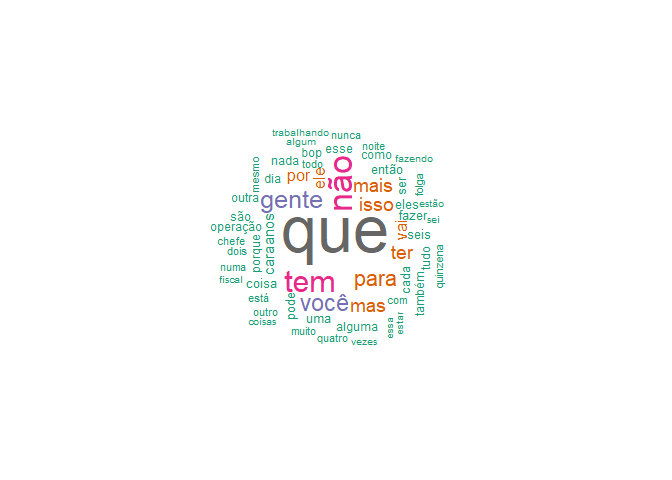 trabalhando
nunca
algum
noite
bop
esse
como
fazendo
nada
todo
então
mesmo
dia
por
ele
não
mais
ser
folga
outra
gente
isso
eles
estão
são
caraanos
que
vai
fazer
sei
operação
seis
chefe
porque
dois
ter
tudo
numa
fiscal
coisa
tem
para
cada
também
quinzena
está
pode
você
mas
com
outro
uma
coisas
muito
alguma
essa
estar
quatro
vezes